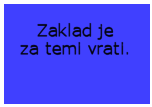 Zaklad je
za temi vrati.